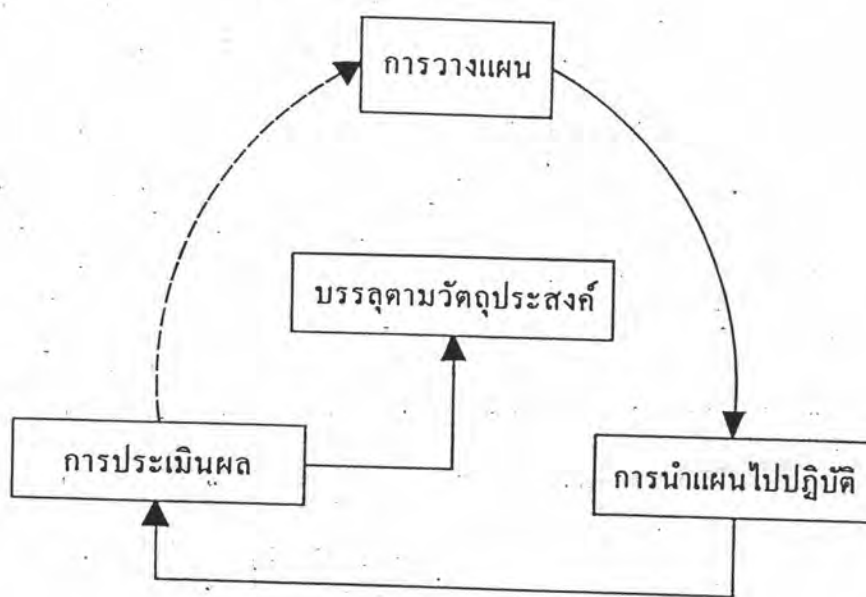 การวางแผน
บรรลุตามวัตถุประสงค์
การประเมินผล
การนำแผนไปปฏิบัติ